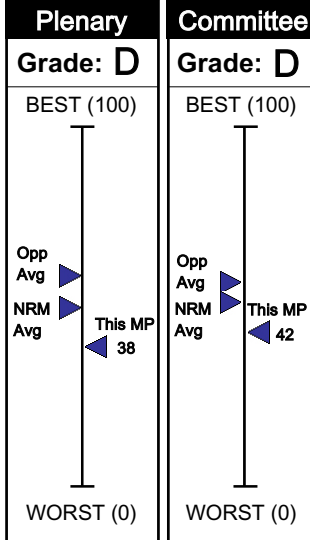 Plenary
Grade: D
BEST (100)
Opp
Avg
NRM
Avg
This MP
38
WORST (0)
Committee
Grade: D
BEST (100)
Opp
Avg
NRM
Avg
This MP
42
WORST (0)